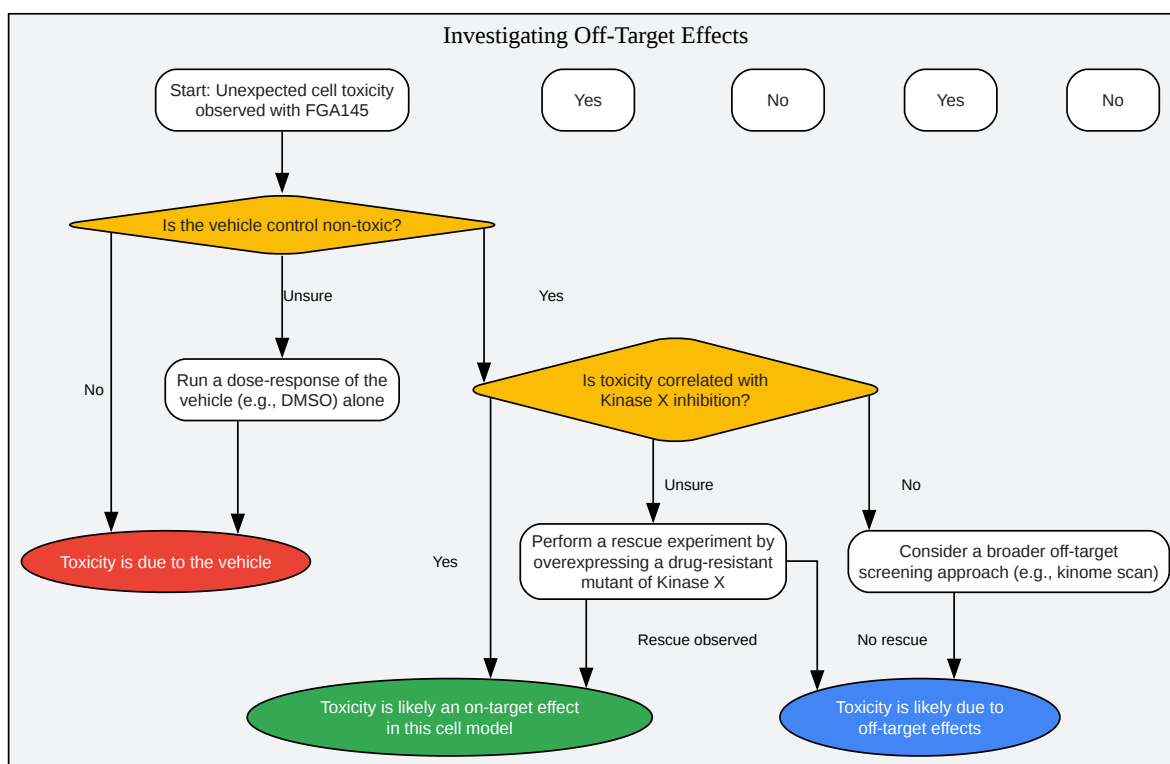 Investigating Off-Target Effects
Start: Unexpected cell toxicity
observed with FGA145
Yes
No
Yes
No
Is the vehicle control non-toxic?
Unsure
Yes
No
Run a dose-response of the
vehicle (e.g., DMSO) alone
Is toxicity correlated with
Kinase X inhibition?
Unsure
No
Toxicity is due to the vehicle
Yes
Perform a rescue experiment by
overexpressing a drug-resistant
mutant of Kinase X
Consider a broader off-target
screening approach (e.g., kinome scan)
Rescue observed
No rescue
Toxicity is likely an on-target effect
in this cell model
Toxicity is likely due to
off-target effects